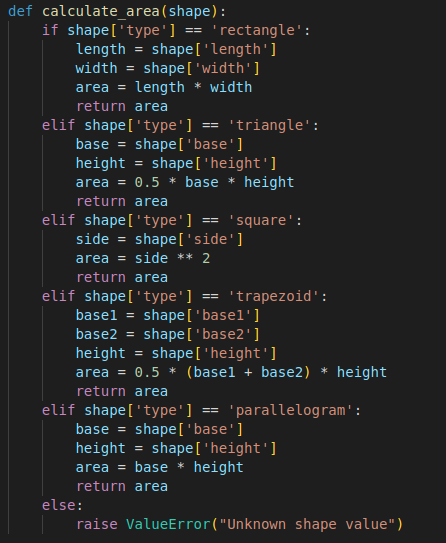 def calculate_area(shape):
    if shape['type'] == 'rectangle':
        length = shape['length']
        width = shape['width']
        area = length * width
        return area
    elif shape['type'] == 'triangle':
        base = shape['base']
        height = shape['height']
        area = 0.5 * base * height
        return area
    elif shape['type'] == 'square':
        side = shape['side']
        area = side ** 2
        return area
    elif shape['type'] == 'trapezoid':
        base1 = shape['base1']
        base2 = shape['base2']
        height = shape['height']
        area = 0.5 * (base1 + base2) * height
        return area
    elif shape['type'] == 'parallelogram':
        base = shape['base']
        height = shape['height']
        area = base * height
        return area
    else:
        raise ValueError("Unknown shape value")